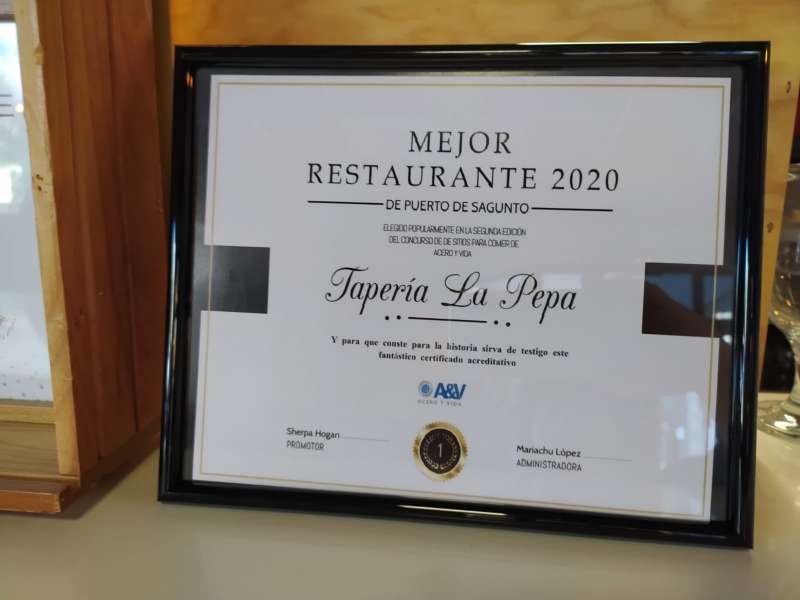 MEJOR
RESTAURANTE 2020
DE PUERTO DE SAGUNTO
ELEGIDO POPULARMENTE EN LA SEGUNDA EDICIÓN
DEL CONCURSO DE DE SITIOS PARA COMER DE
ACERO Y VIDA
Tapería La Pepa
Y para que conste para la historia sirva de testigo este
fantástico certificado acreditativo
A&V
ACERO Y VIDA
Sherpa Hogan
PROMOTOR
1
Mariachu López
ADMINISTRADORA